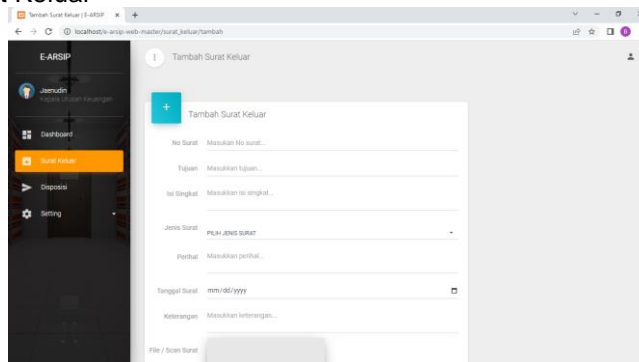 t Keluar
Tambah Surat Keluar | E-ARSIP
localhost/e-arsip-web-master/surat_keluar/tambah
E-ARSIP
Tambah Surat Keluar
Jaenudin
Kepala Urusan Keuangan
Tambah Surat Keluar
Dashboard
No Surat Masukan No surat...
Surat Keluar
Tujuan Masukkan tujuan...
Disposisi
Isi Singkat Masukkan isi singkat...
Setting
Jenis Surat PILIH JENIS SURAT
Perihal Masukkan perihal...
Tanggal Surat mm/dd/yyyy
Keterangan Masukkan keterangan...
File / Scan Surat